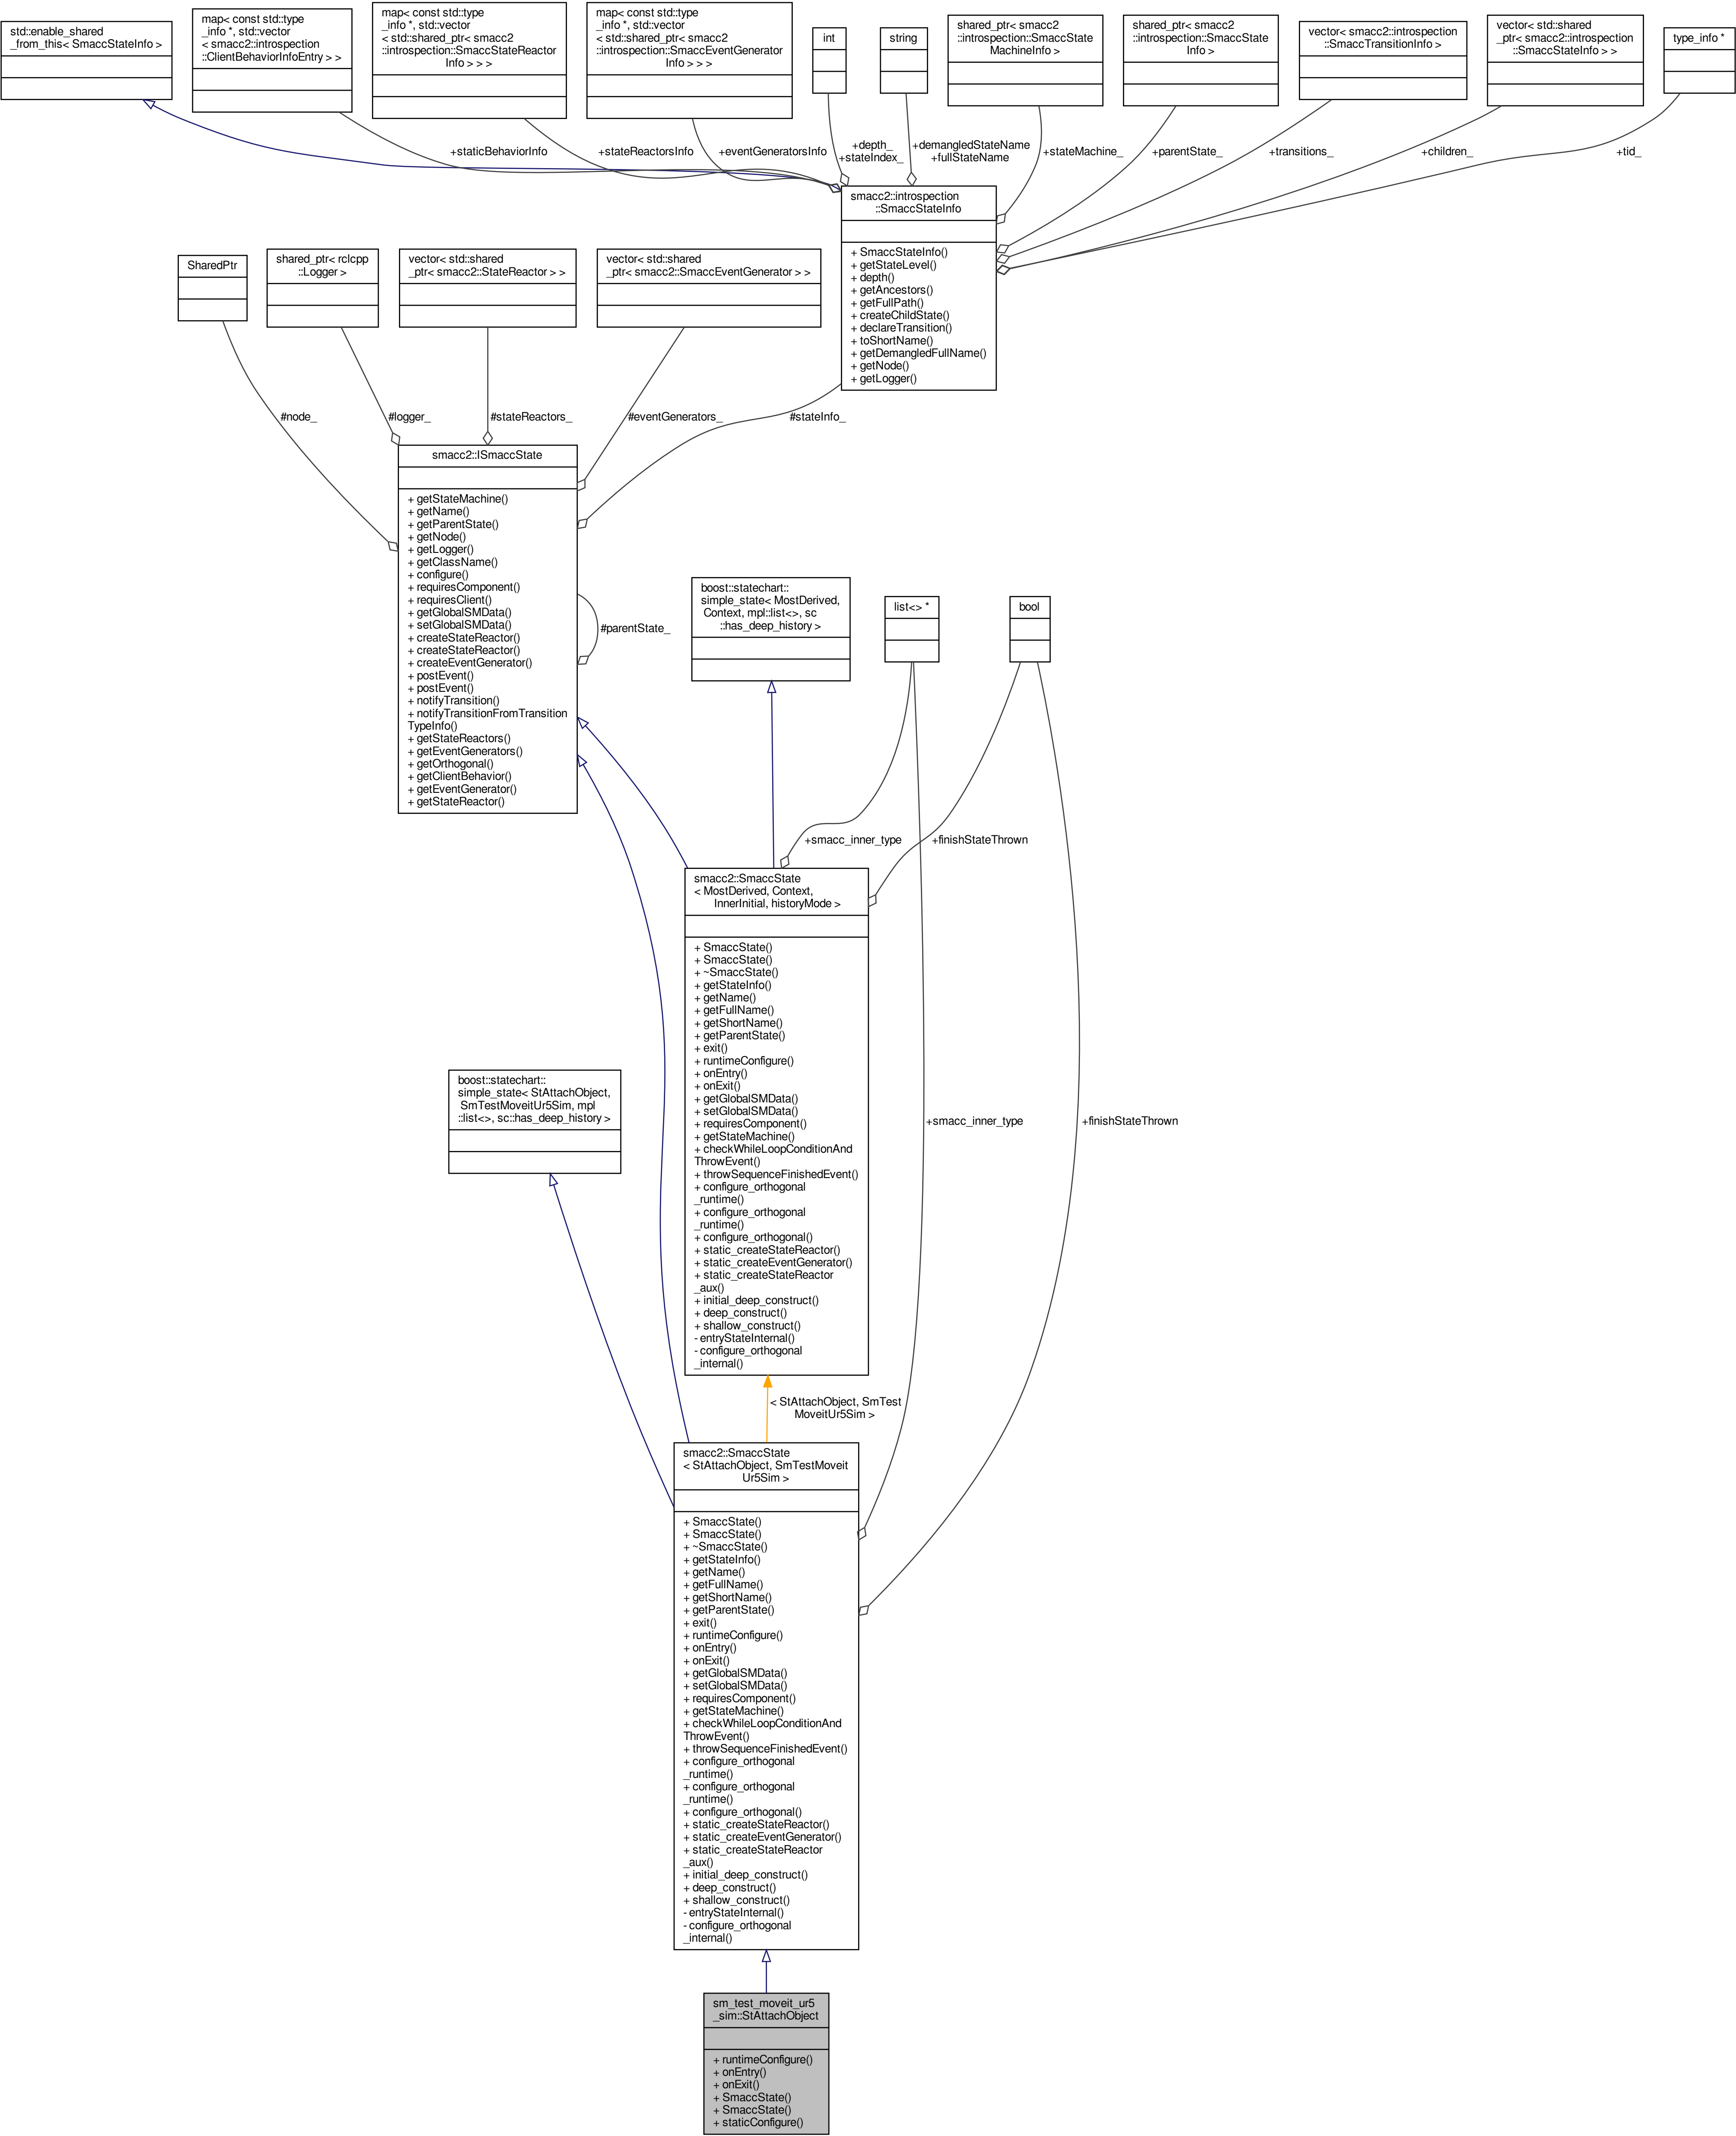 std::enable_shared
_from_this< SmaccStateInfo >
map< const std::type
_info *, std::vector
< smacc2::introspection
::ClientBehaviorInfoEntry > >
map< const std::type
_info *, std::vector
< std::shared_ptr< smacc2
::introspection::SmaccStateReactor
Info > > >
map< const std::type
_info *, std::vector
< std::shared_ptr< smacc2
::introspection::SmaccEventGenerator
Info > > >
int
string
shared_ptr< smacc2
::introspection::SmaccState
MachineInfo >
shared_ptr< smacc2
::introspection::SmaccState
Info >
vector< smacc2::introspection
::SmaccTransitionInfo >
vector< std::shared
_ptr< smacc2::introspection
::SmaccStateInfo > >
type_info *
+staticBehaviorInfo
+stateReactorsInfo
+eventGeneratorsInfo
+depth_
+stateIndex_
+demangledStateName
+fullStateName
+stateMachine_
+parentState_
+transitions_
+children_
+tid_
smacc2::introspection
::SmaccStateInfo
+ SmaccStateInfo()
+ getStateLevel()
+ depth()
+ getAncestors()
+ getFullPath()
+ createChildState()
+ declareTransition()
+ toShortName()
+ getDemangledFullName()
+ getNode()
+ getLogger()
SharedPtr
shared_ptr< rclcpp
::Logger >
vector< std::shared
_ptr< smacc2::StateReactor > >
vector< std::shared
_ptr< smacc2::SmaccEventGenerator > >
#node_
#logger_
#stateReactors_
#eventGenerators_
#stateInfo_
smacc2::ISmaccState
+ getStateMachine()
+ getName()
+ getParentState()
+ getNode()
+ getLogger()
+ getClassName()
+ configure()
+ requiresComponent()
+ requiresClient()
+ getGlobalSMData()
+ setGlobalSMData()
+ createStateReactor()
+ createStateReactor()
+ createEventGenerator()
+ postEvent()
+ postEvent()
+ notifyTransition()
+ notifyTransitionFromTransition
TypeInfo()
+ getStateReactors()
+ getEventGenerators()
+ getOrthogonal()
+ getClientBehavior()
+ getEventGenerator()
+ getStateReactor()
#parentState_
boost::statechart::
simple_state< MostDerived,
Context, mpl::list<>, sc
::has_deep_history >
list<> *
bool
+smacc_inner_type
+finishStateThrown
smacc2::SmaccState
< MostDerived, Context,
InnerInitial, historyMode >
+ SmaccState()
+ SmaccState()
+ ~SmaccState()
+ getStateInfo()
+ getName()
+ getFullName()
+ getShortName()
+ getParentState()
+ exit()
+ runtimeConfigure()
+ onEntry()
+ onExit()
+ getGlobalSMData()
+ setGlobalSMData()
+ requiresComponent()
+ getStateMachine()
+ checkWhileLoopConditionAnd
ThrowEvent()
+ throwSequenceFinishedEvent()
+ configure_orthogonal
_runtime()
+ configure_orthogonal
_runtime()
+ configure_orthogonal()
+ static_createStateReactor()
+ static_createEventGenerator()
+ static_createStateReactor
_aux()
+ initial_deep_construct()
+ deep_construct()
+ shallow_construct()
- entryStateInternal()
- configure_orthogonal
_internal()
boost::statechart::
simple_state< StAttachObject,
SmTestMoveitUr5Sim, mpl
::list<>, sc::has_deep_history >
+smacc_inner_type
+finishStateThrown
< StAttachObject, SmTest
MoveitUr5Sim >
smacc2::SmaccState
< StAttachObject, SmTestMoveit
Ur5Sim >
+ SmaccState()
+ SmaccState()
+ ~SmaccState()
+ getStateInfo()
+ getName()
+ getFullName()
+ getShortName()
+ getParentState()
+ exit()
+ runtimeConfigure()
+ onEntry()
+ onExit()
+ getGlobalSMData()
+ setGlobalSMData()
+ requiresComponent()
+ getStateMachine()
+ checkWhileLoopConditionAnd
ThrowEvent()
+ throwSequenceFinishedEvent()
+ configure_orthogonal
_runtime()
+ configure_orthogonal
_runtime()
+ configure_orthogonal()
+ static_createStateReactor()
+ static_createEventGenerator()
+ static_createStateReactor
_aux()
+ initial_deep_construct()
+ deep_construct()
+ shallow_construct()
- entryStateInternal()
- configure_orthogonal
_internal()
sm_test_moveit_ur5
_sim::StAttachObject
+ runtimeConfigure()
+ onEntry()
+ onExit()
+ SmaccState()
+ SmaccState()
+ staticConfigure()